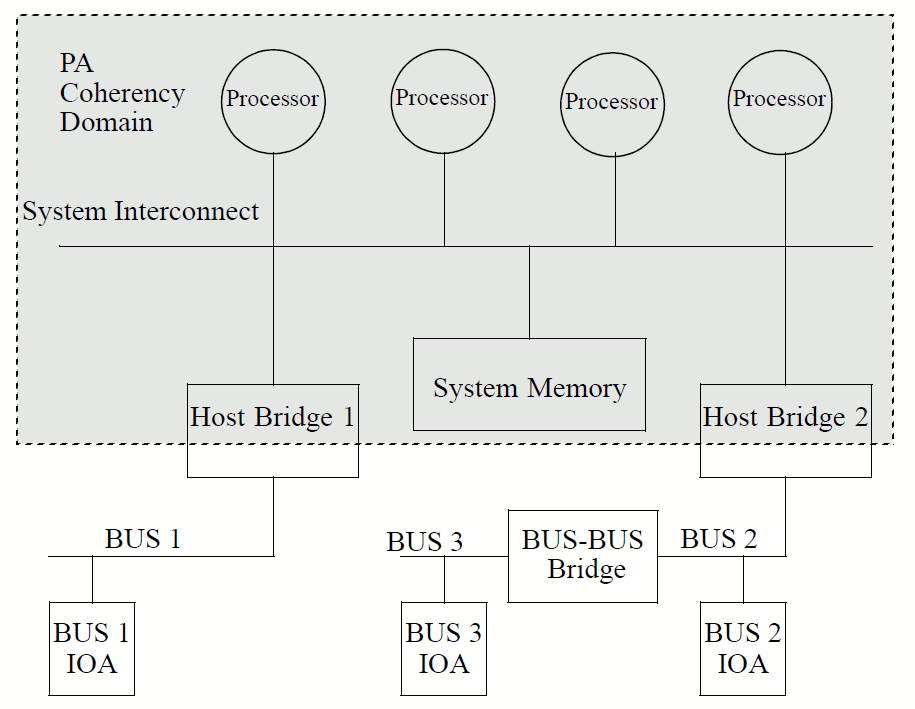 PA
Coherency
Domain
Processor
Processor
Processor
Processor
System Interconnect
System Memory
Host Bridge 1
Host Bridge 2
BUS 1
BUS 3
BUS-BUS
Bridge
BUS 2
BUS 1
IOA
BUS 3
IOA
BUS 2
IOA